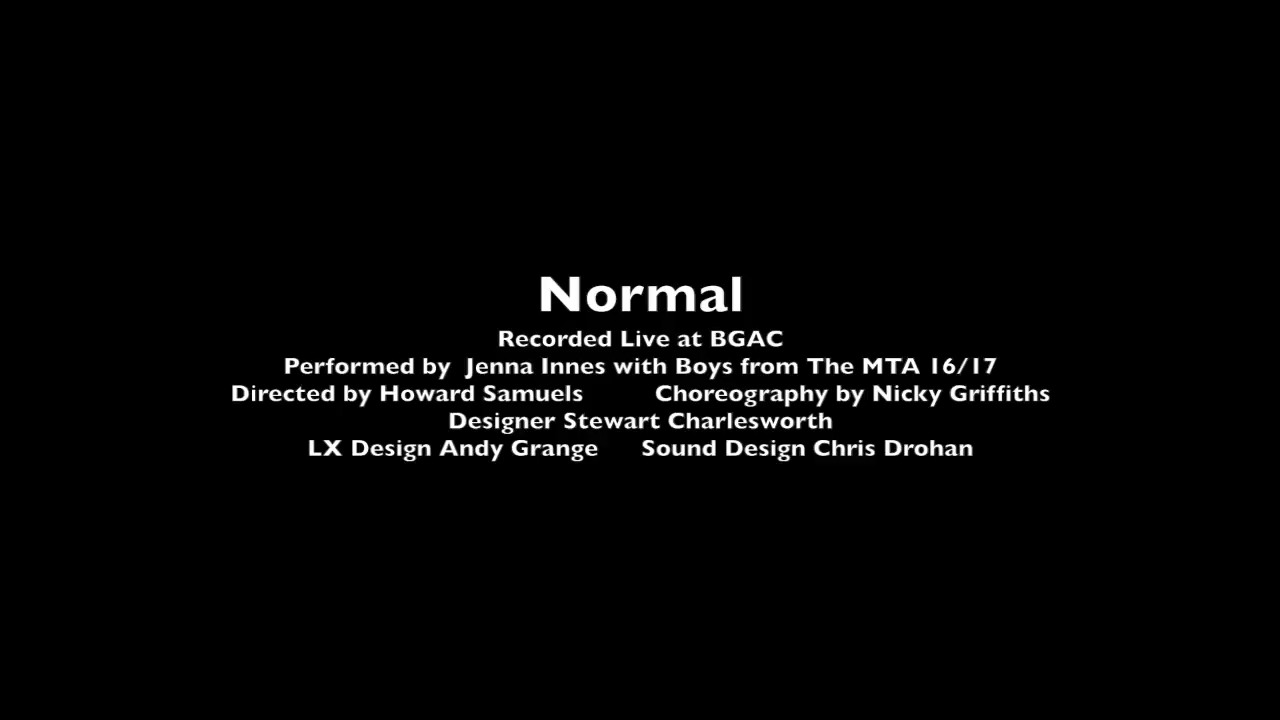 Normal
Recorded Live at BGAC
Performed by Jenna Innes with Boys from The MTA 16/17
Directed by Howard Samuels Choreography by Nicky Griffiths
Designer Stewart Charlesworth
LX Design Andy Grange Sound Design Chris Drohan